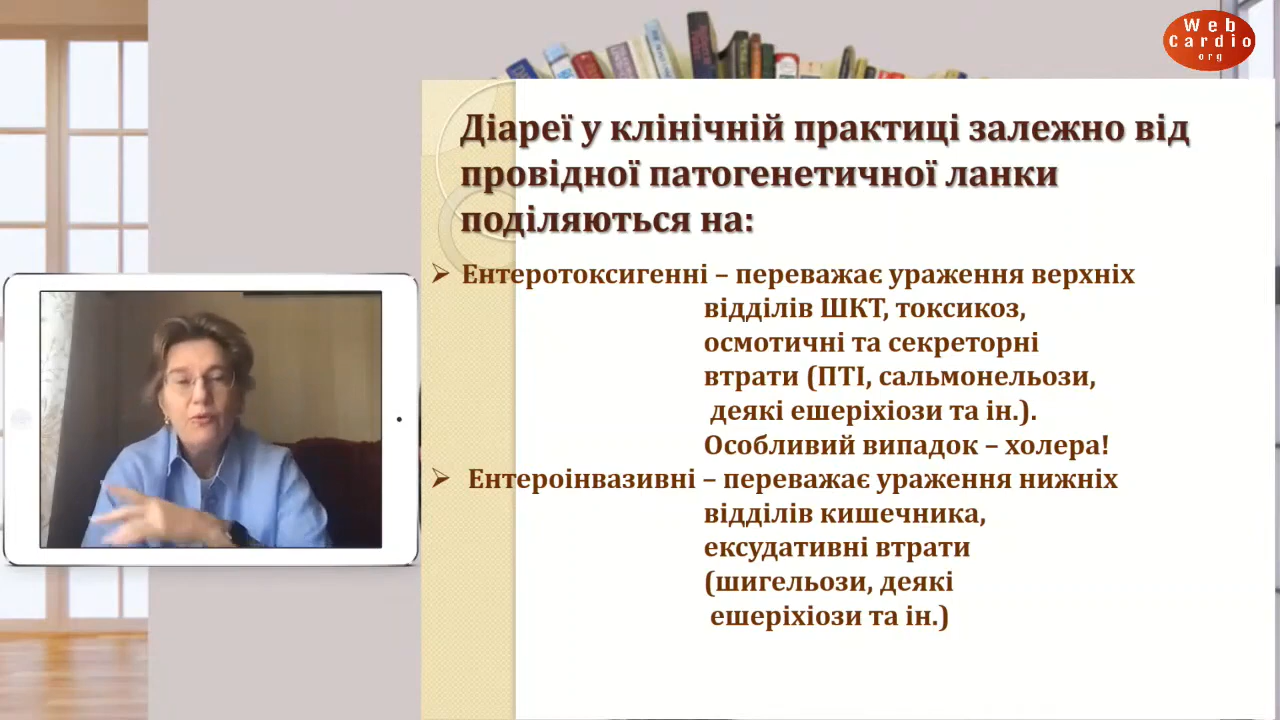 Web
Cardio
org
Діареї у клінічній практиці залежно від
провідної патогенетичної ланки
поділяються на:
Ентеротоксигенні – переважає ураження верхніх
відділів ШКТ, токсикоз,
осмотичні та секреторні
втрати (ПТІ, сальмонельози,
деякі ешеріхіози та ін.).
Особливий випадок – холера!
Ентероінвазивні – переважає ураження нижніх
відділів кишечника,
ексудативні втрати
(шигельози, деякі
ешеріхіози та ін.)